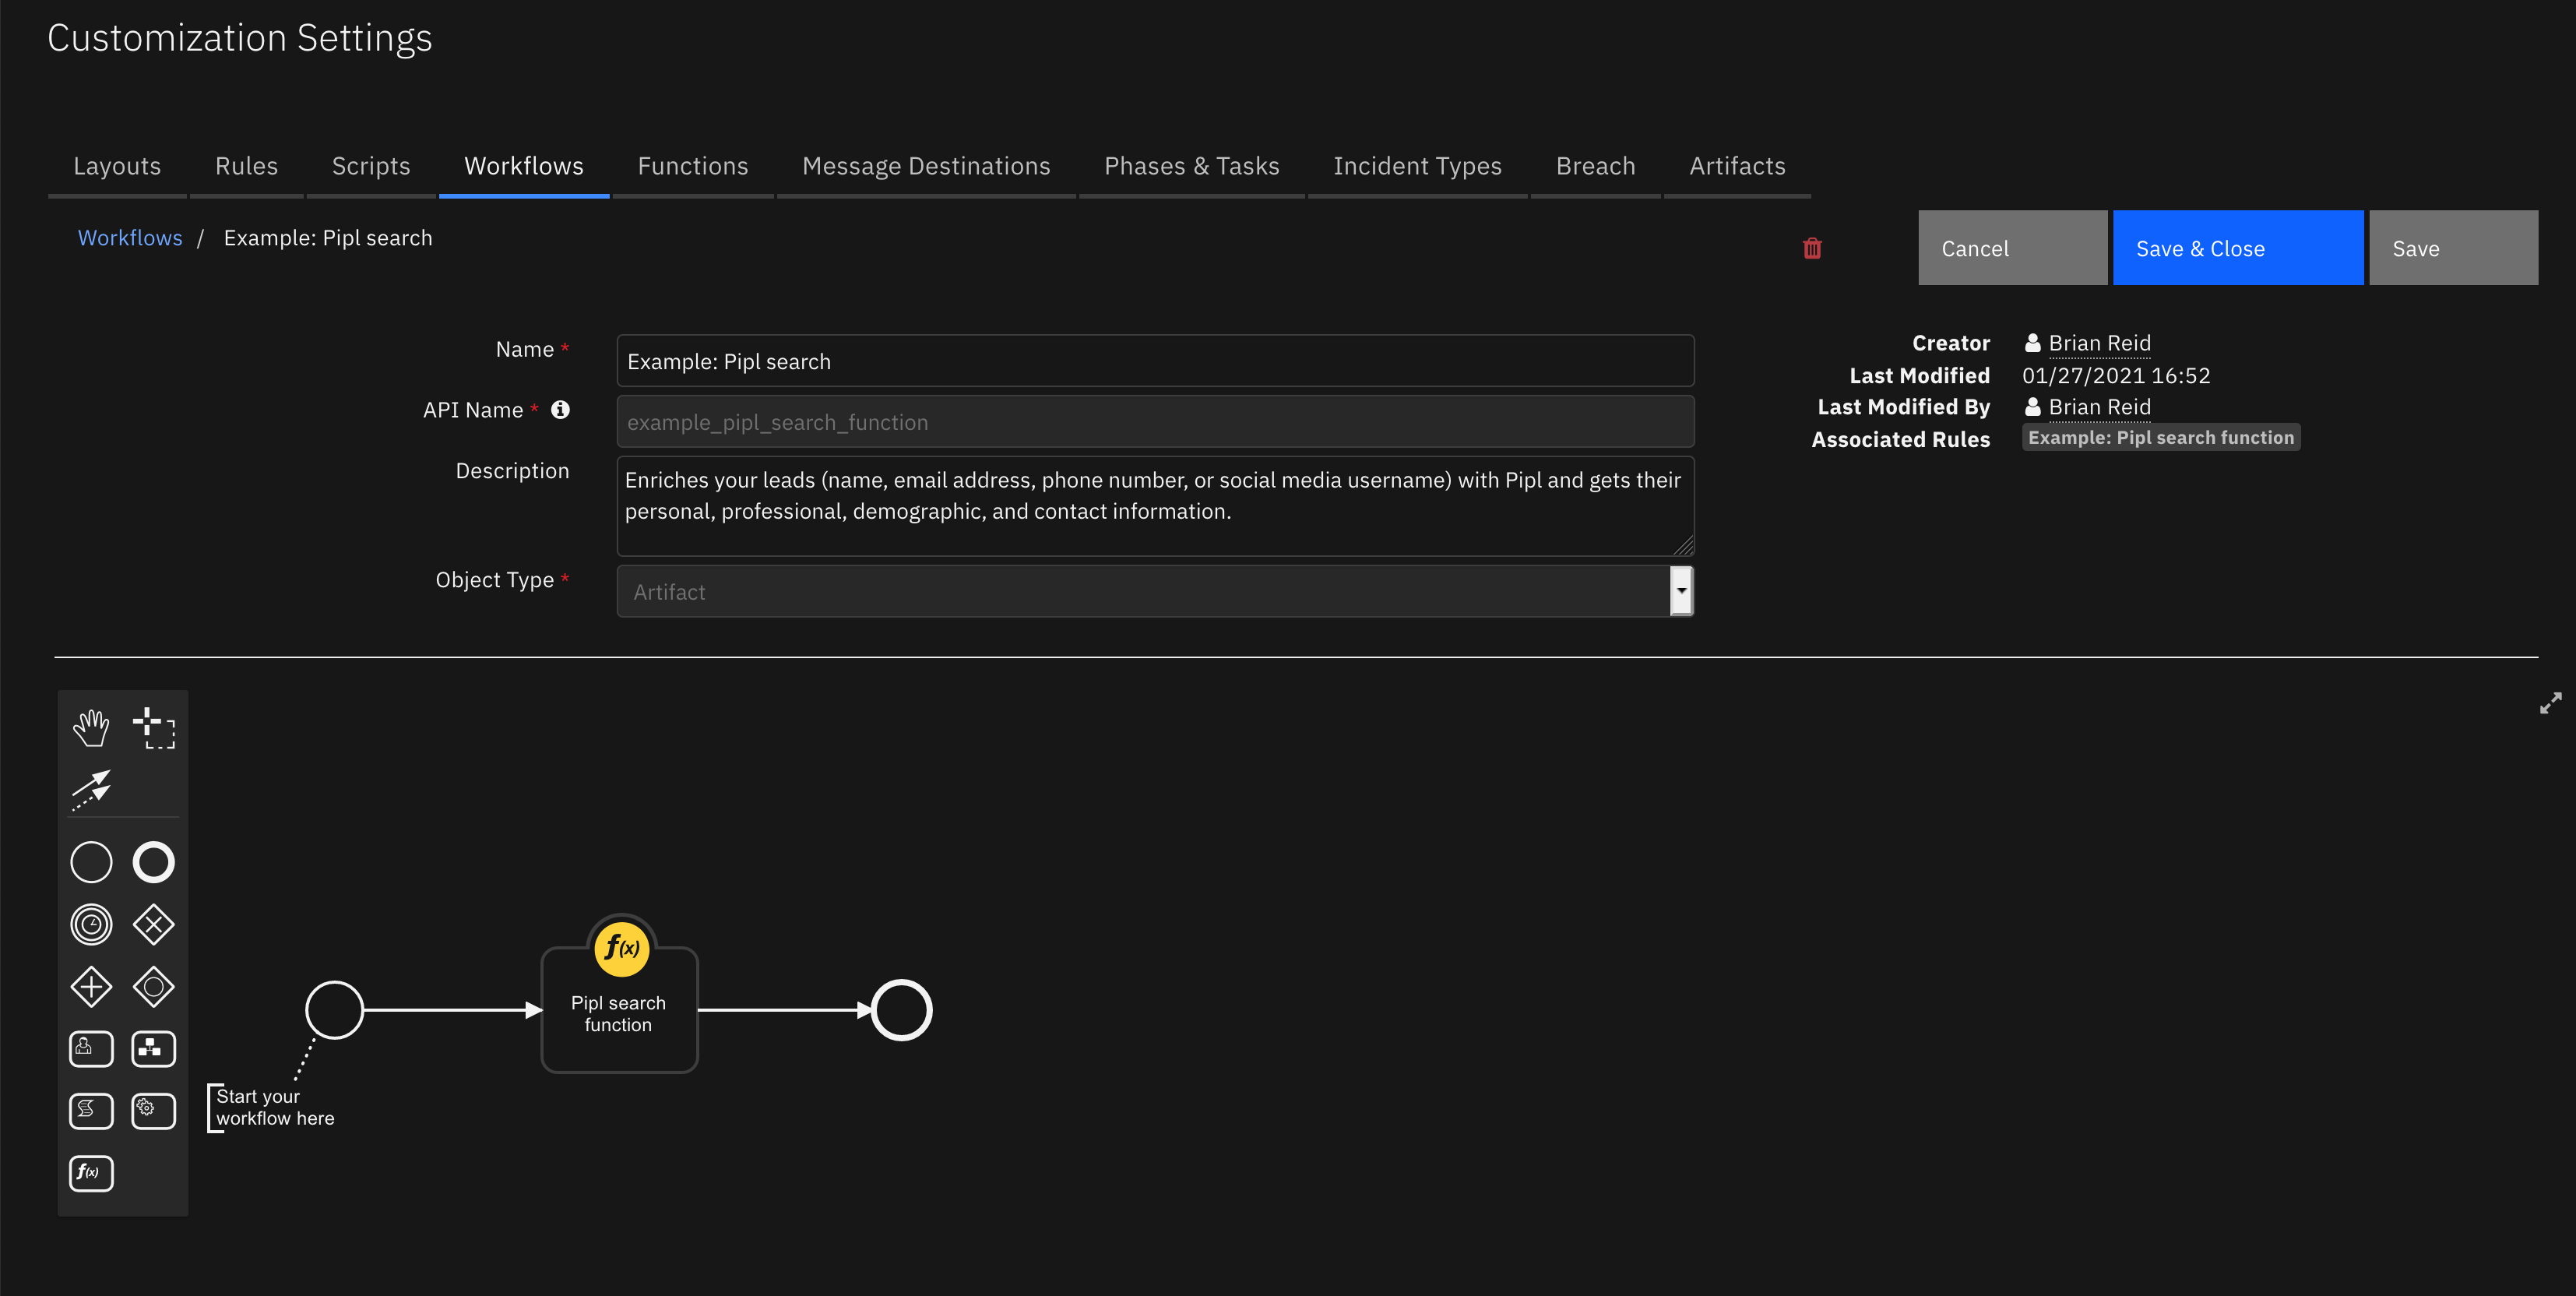 Customization Settings
Layouts Rules Scripts Workflows Functions Message Destinations Phases & Tasks Incident Types Breach Artifacts
Workflows / Example: Pipl search
Cancel Save & Close Save
Name * Example: Pipl search
API Name * example_pipl_search_function
Description Enriches your leads (name, email address, phone number, or social media username) with Pipl and gets their
personal, professional, demographic, and contact information.
Object Type * Artifact
Creator Brian Reid
Last Modified 01/27/2021 16:52
Last Modified By Brian Reid
Associated Rules Example: Pipl search function
f(x)
Pipl search
function
Start your
workflow here
f(x)